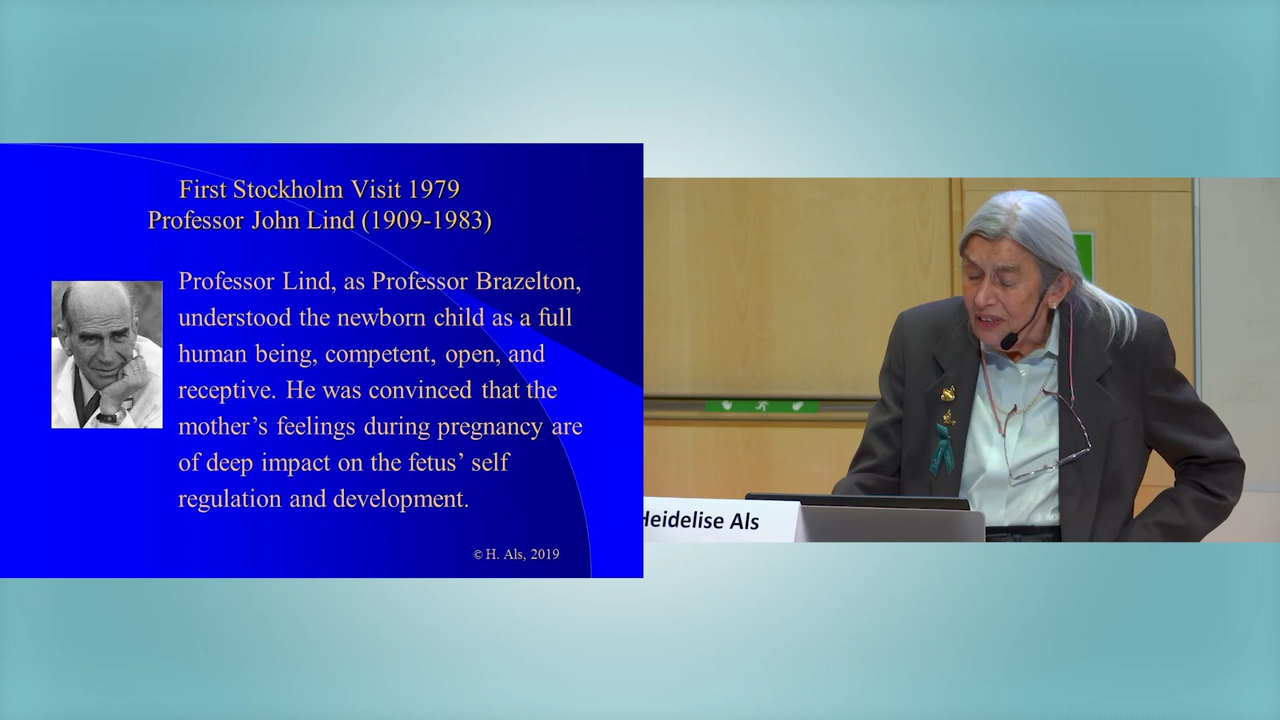 First Stockholm Visit 1979
Professor John Lind (1909-1983)
Professor Lind, as Professor Brazelton,
understood the newborn child as a full
human being, competent, open, and
receptive. He was convinced that the
mother’s feelings during pregnancy are
of deep impact on the fetus’ self
regulation and development.
© H. Als, 2019
Heidelise Als